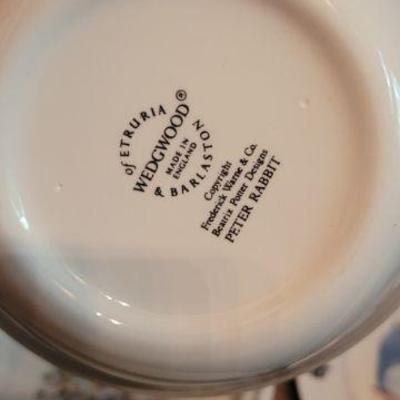 of ETRURIA
WEDGWOOD®
MADE IN
ENGLAND
& BARLASTON
Copyright
Frederick Warne & Co.
Beatrix Potter Designs
PETER RABBIT